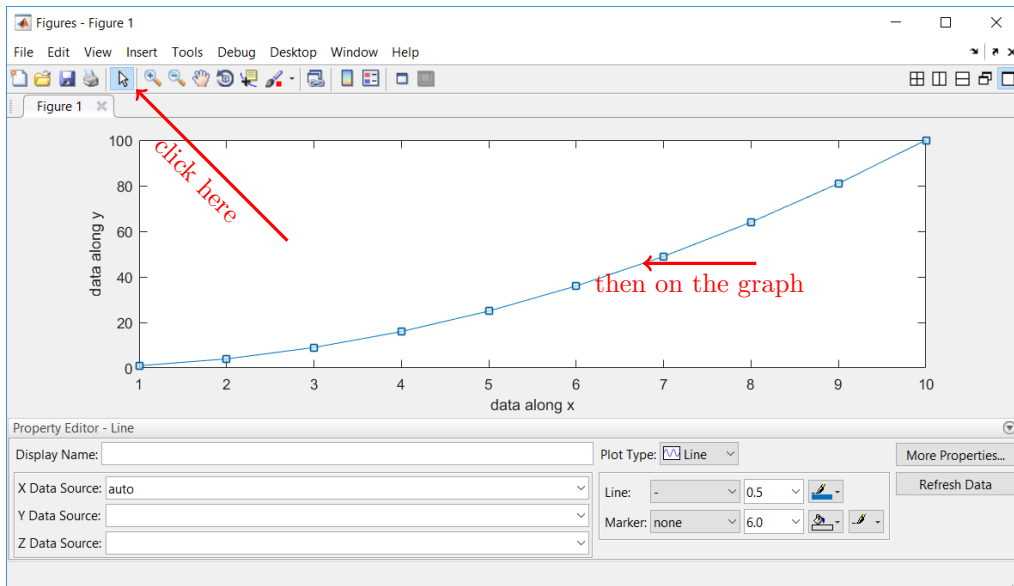 Figures - Figure 1
File Edit View Insert Tools Debug Desktop Window Help
Figure 1
click here
then on the graph
100
80
60
40
20
0
data along y
1 2 3 4 5 6 7 8 9 10
data along x
Property Editor - Line
Display Name:
Plot Type: Line
More Properties...
X Data Source: auto
Line: - 0.5
Refresh Data
Y Data Source:
Marker: none 6.0
Z Data Source: